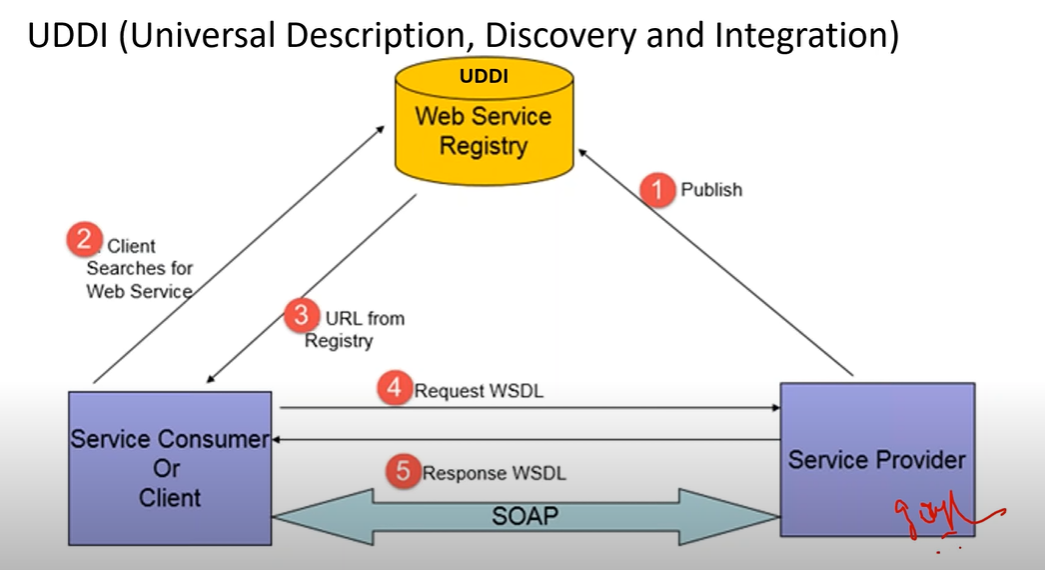 UDDI (Universal Description, Discovery and Integration)
UDDI
Web Service
Registry
1 Publish
2 Client
Searches for
Web Service
3 URL from
Registry
4 Request WSDL
Service Consumer
Or
Client
Service Provider
5 Response WSDL
SOAP